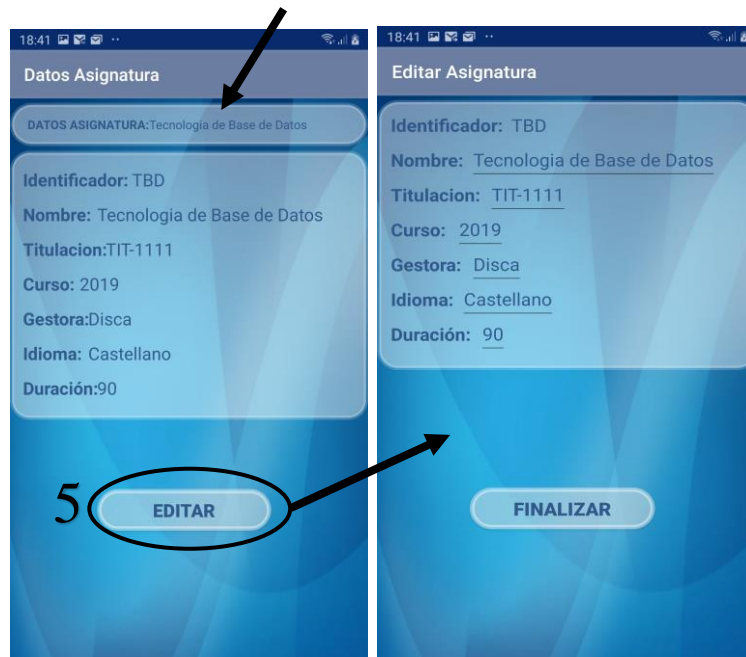 18:41
Datos Asignatura
DATOS ASIGNATURA:Tecnologia de Base de Datos
Identificador: TBD
Nombre: Tecnologia de Base de Datos
Titulacion:TIT-1111
Curso: 2019
Gestora:Disca
Idioma: Castellano
Duración:90
5
EDITAR
18:41
Editar Asignatura
Identificador: TBD
Nombre: Tecnologia de Base de Datos
Titulacion: TIT-1111
Curso: 2019
Gestora: Disca
Idioma: Castellano
Duración: 90
FINALIZAR